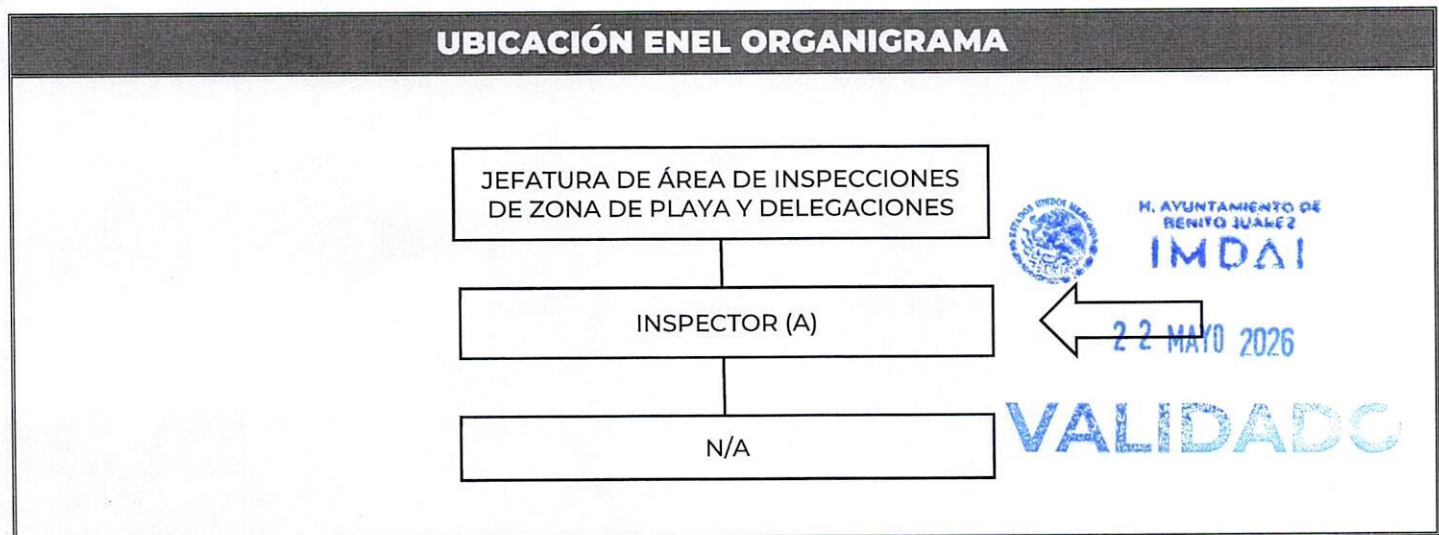 UBICACIÓN ENEL ORGANIGRAMA
JEFATURA DE ÁREA DE INSPECCIONES
DE ZONA DE PLAYA Y DELEGACIONES
H. AYUNTAMIENTO DE
BENITO JUÁREZ
IMDAI
INSPECTOR (A)
22 MAYO 2026
N/A
VALIDADO